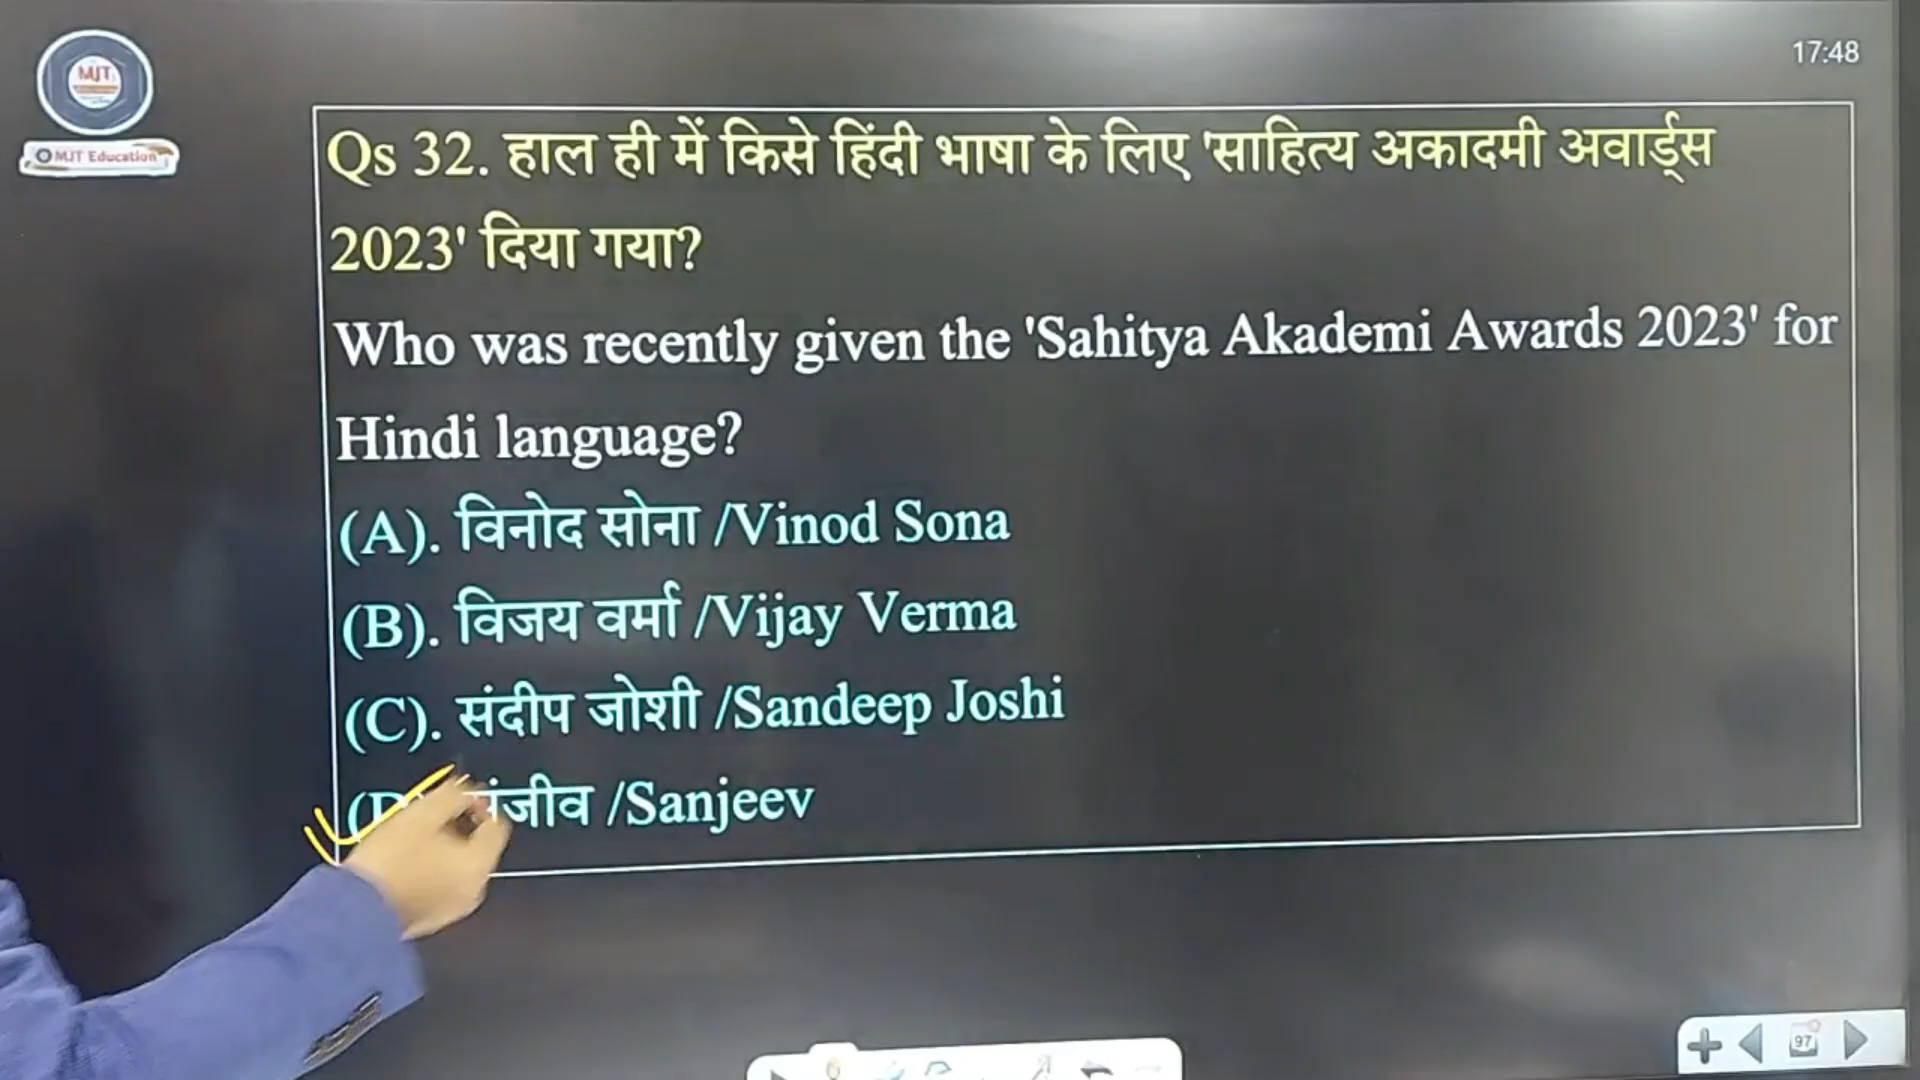 17:48
MJT
MJT Education
Qs 32. हाल ही में किसे हिंदी भाषा के लिए 'साहित्य अकादमी अवार्ड्स
2023' दिया गया?
Who was recently given the 'Sahitya Akademi Awards 2023' for
Hindi language?
(A). विनोद सोना /Vinod Sona
(B). विजय वर्मा /Vijay Verma
(C). संदीप जोशी /Sandeep Joshi
(D) संजीव /Sanjeev
97